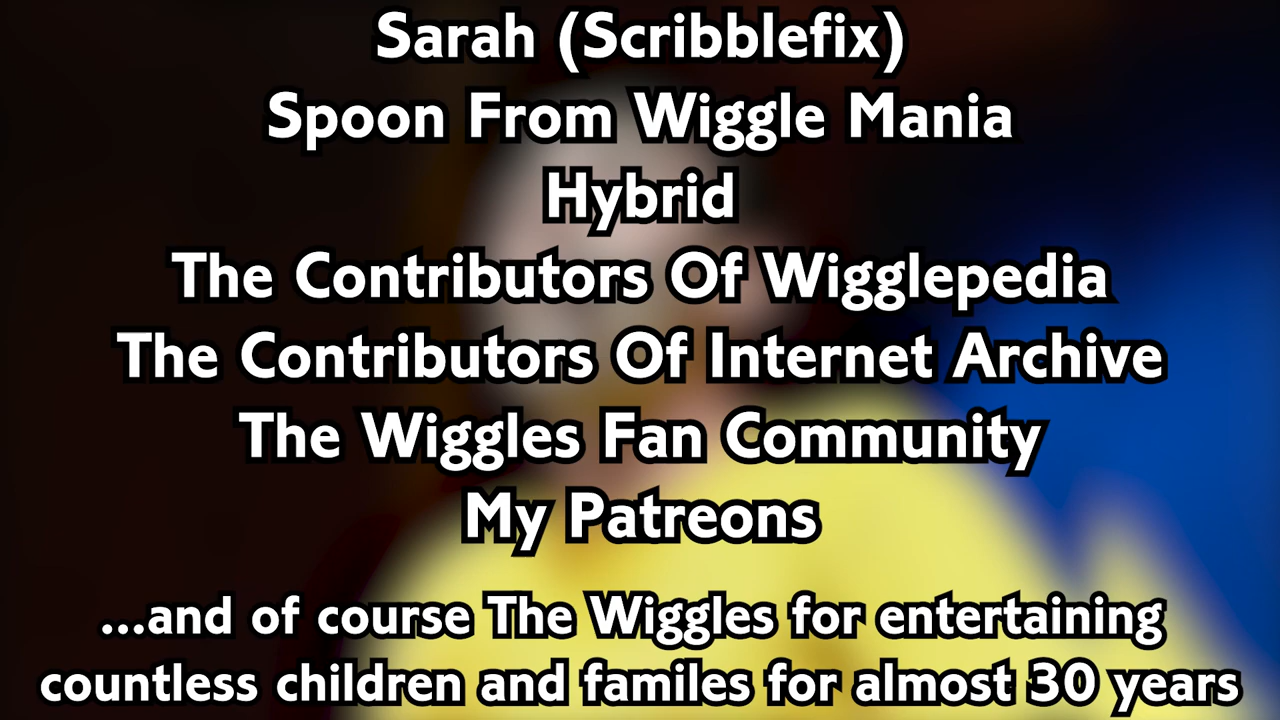 Sarah (Scribblefix)
Spoon From Wiggle Mania
Hybrid
The Contributors Of Wigglepedia
The Contributors Of Internet Archive
The Wiggles Fan Community
My Patreons
...and of course The Wiggles for entertaining
countless children and familes for almost 30 years